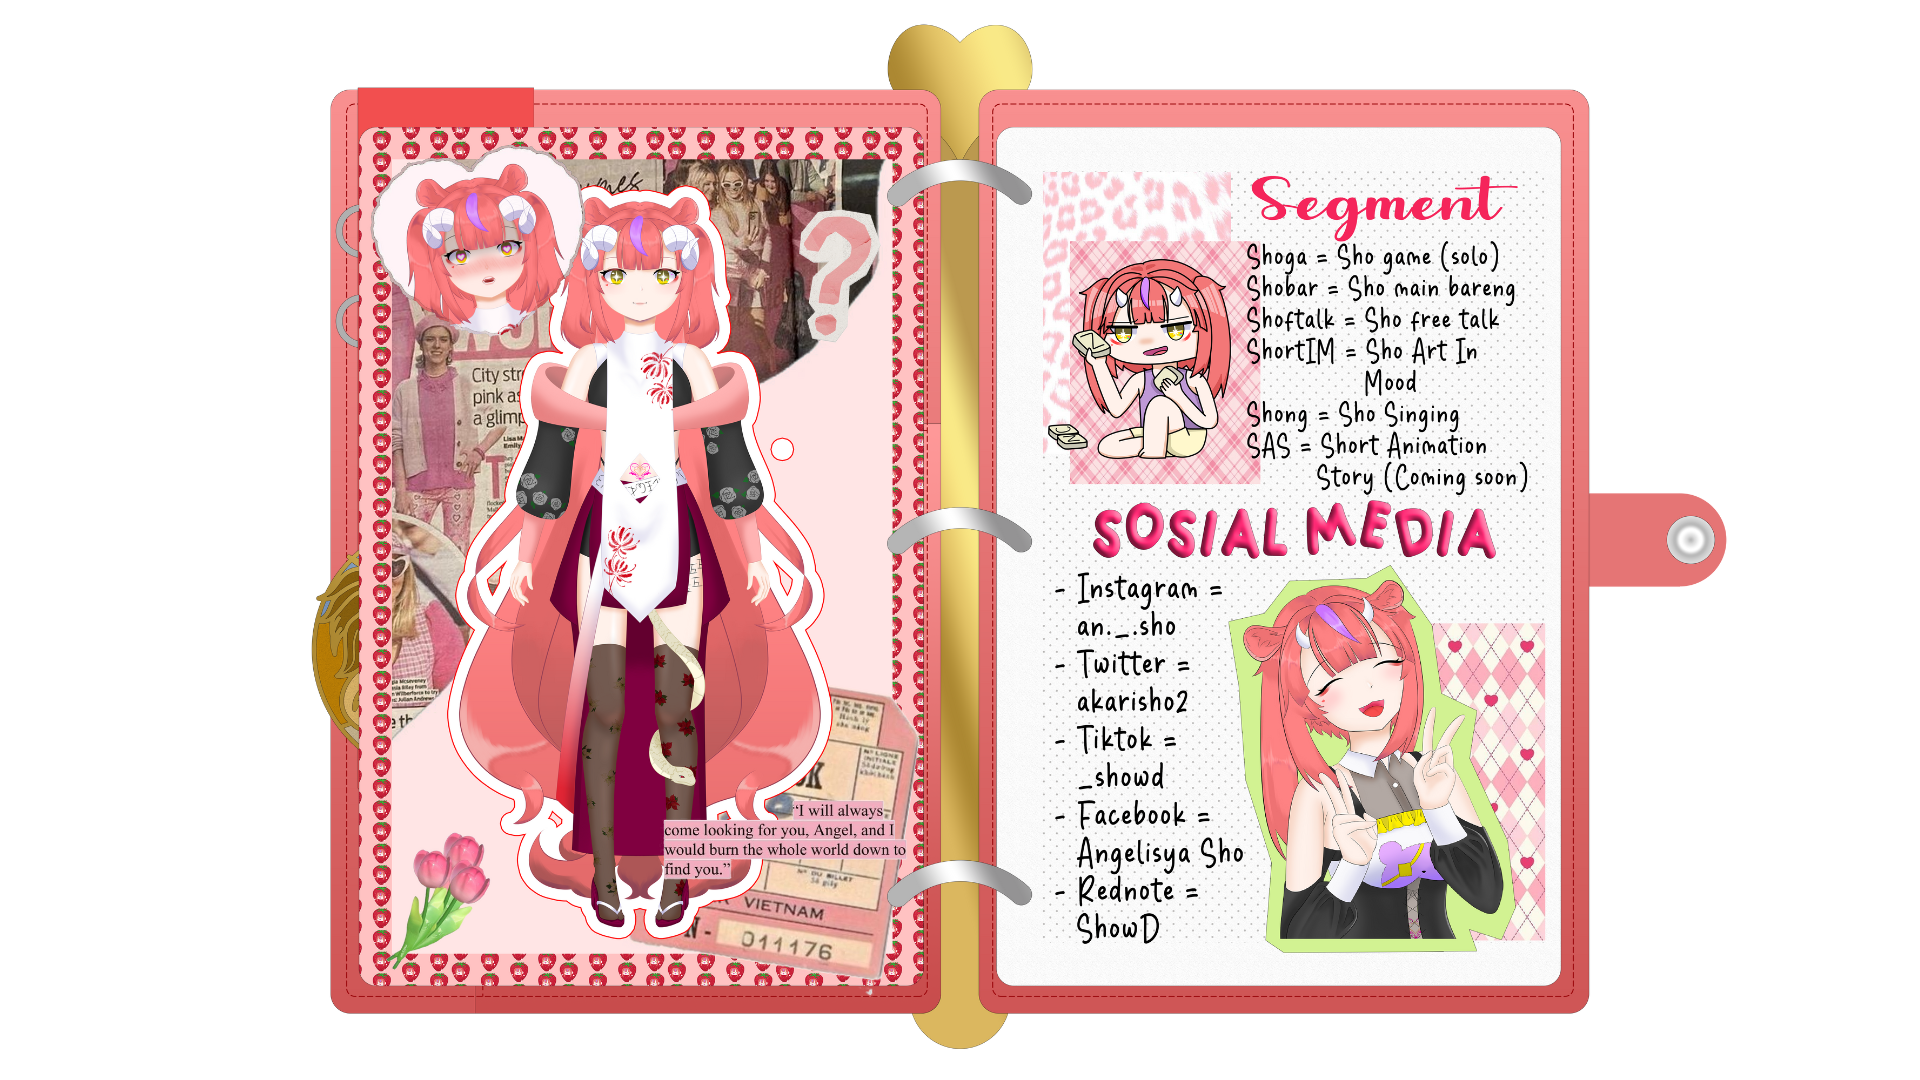 City str
pink as
a glimp
"I will always
come looking for you, Angel, and I
would burn the whole world down to
find you."
VIETNAM
011176
Segment
Shoga = Sho game (solo)
Shobar = Sho main bareng
Shoftalk = Sho free talk
ShortIM = Sho Art In
Mood
Shong = Sho Singing
SAS = Short Animation
Story (Coming soon)
SOSIAL MEDIA
- Instagram =
an._.sho
- Twitter =
akarisho2
- Tiktok =
_showd
- Facebook =
Angelisya Sho
- Rednote =
ShowD